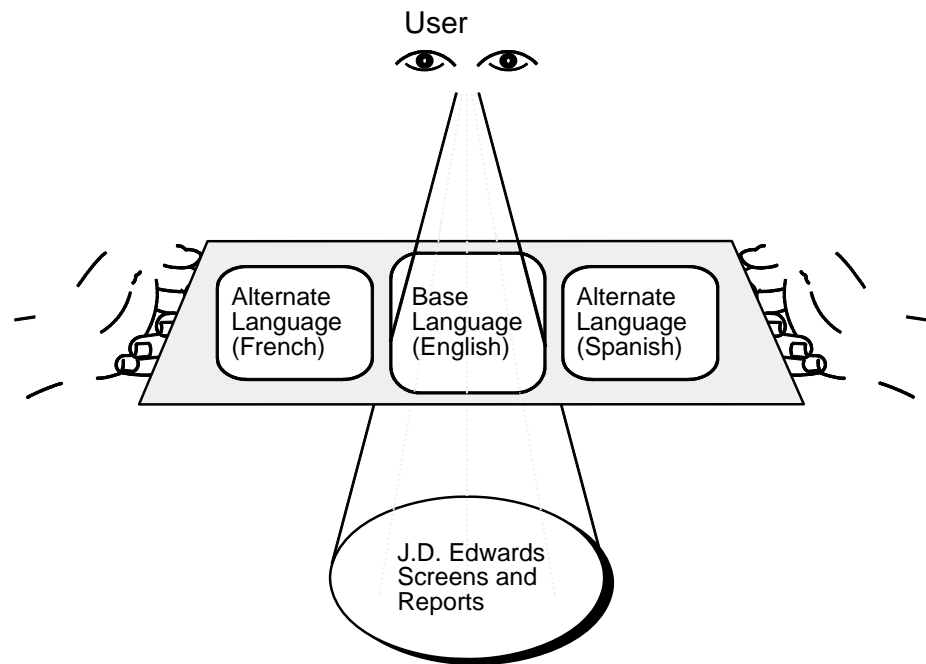 User
Alternate
Language
(French)
Base
Language
(English)
Alternate
Language
(Spanish)
J.D. Edwards
Screens and
Reports